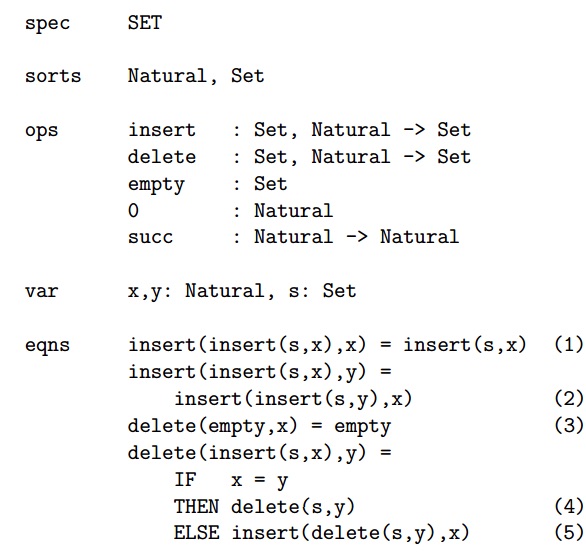 spec SET
sorts Natural, Set
ops insert : Set, Natural -> Set
delete : Set, Natural -> Set
empty : Set
0 : Natural
succ : Natural -> Natural
var x,y: Natural, s: Set
eqns insert(insert(s,x),x) = insert(s,x) (1)
insert(insert(s,x),y) =
insert(insert(s,y),x) (2)
delete(empty,x) = empty (3)
delete(insert(s,x),y) =
IF x = y
THEN delete(s,y) (4)
ELSE insert(delete(s,y),x) (5)